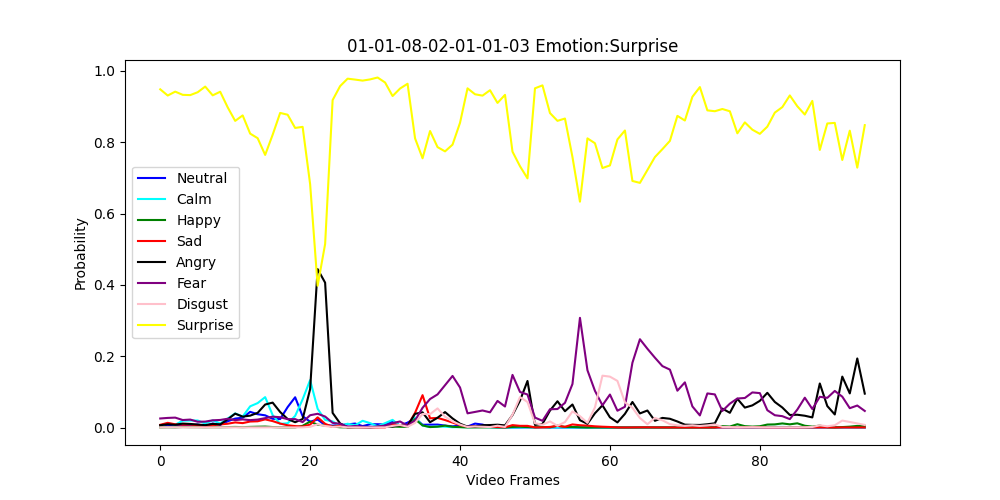 01-01-08-02-01-01-03 Emotion:Surprise
Probability
1.0
0.8
0.6
0.4
0.2
0.0
Neutral
Calm
Happy
Sad
Angry
Fear
Disgust
Surprise
0 20 40 60 80
Video Frames